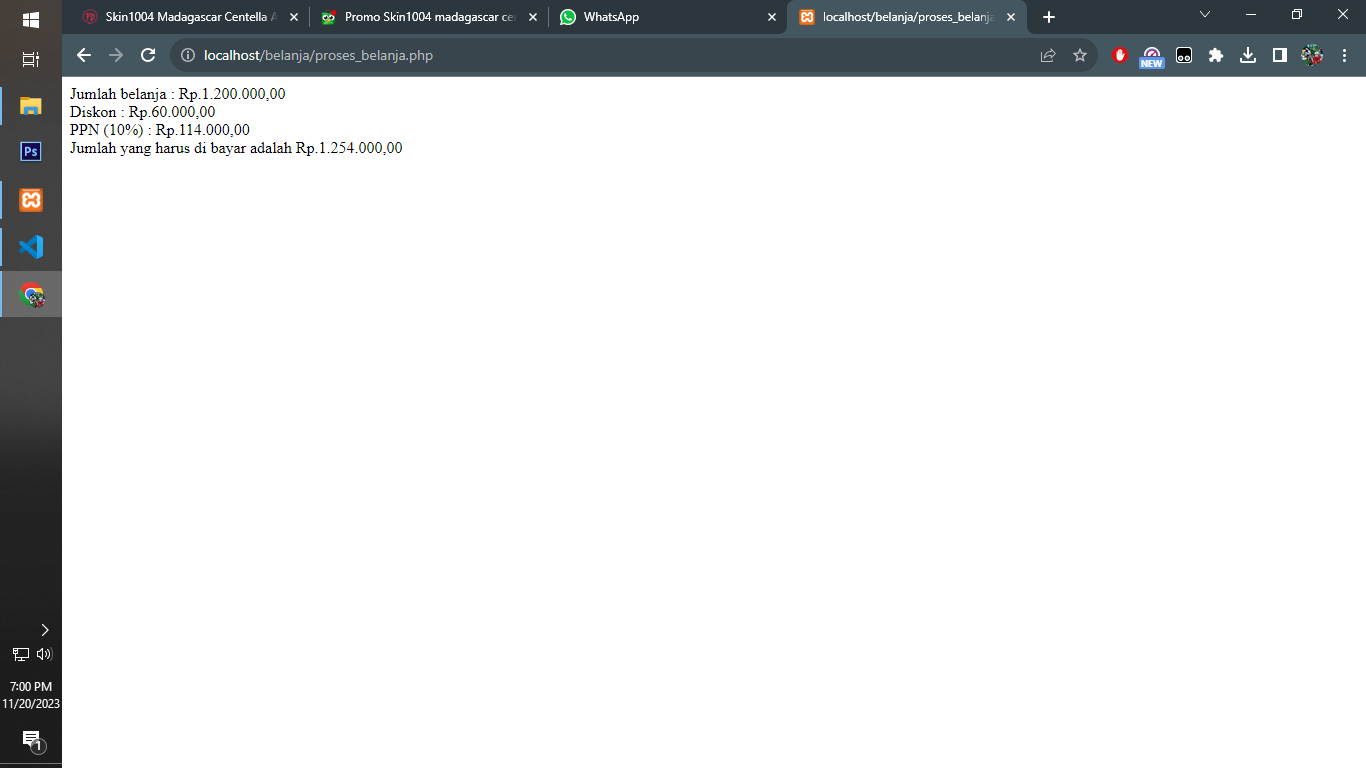 Skin1004 Madagascar Centella A
Promo Skin1004 madagascar ce
WhatsApp
localhost/belanja/proses_belanja
localhost/belanja/proses_belanja.php
NEW
Jumlah belanja : Rp.1.200.000,00
Diskon : Rp.60.000,00
PPN (10%) : Rp.114.000,00
Jumlah yang harus di bayar adalah Rp.1.254.000,00
Ps
7:00 PM
11/20/2023
1